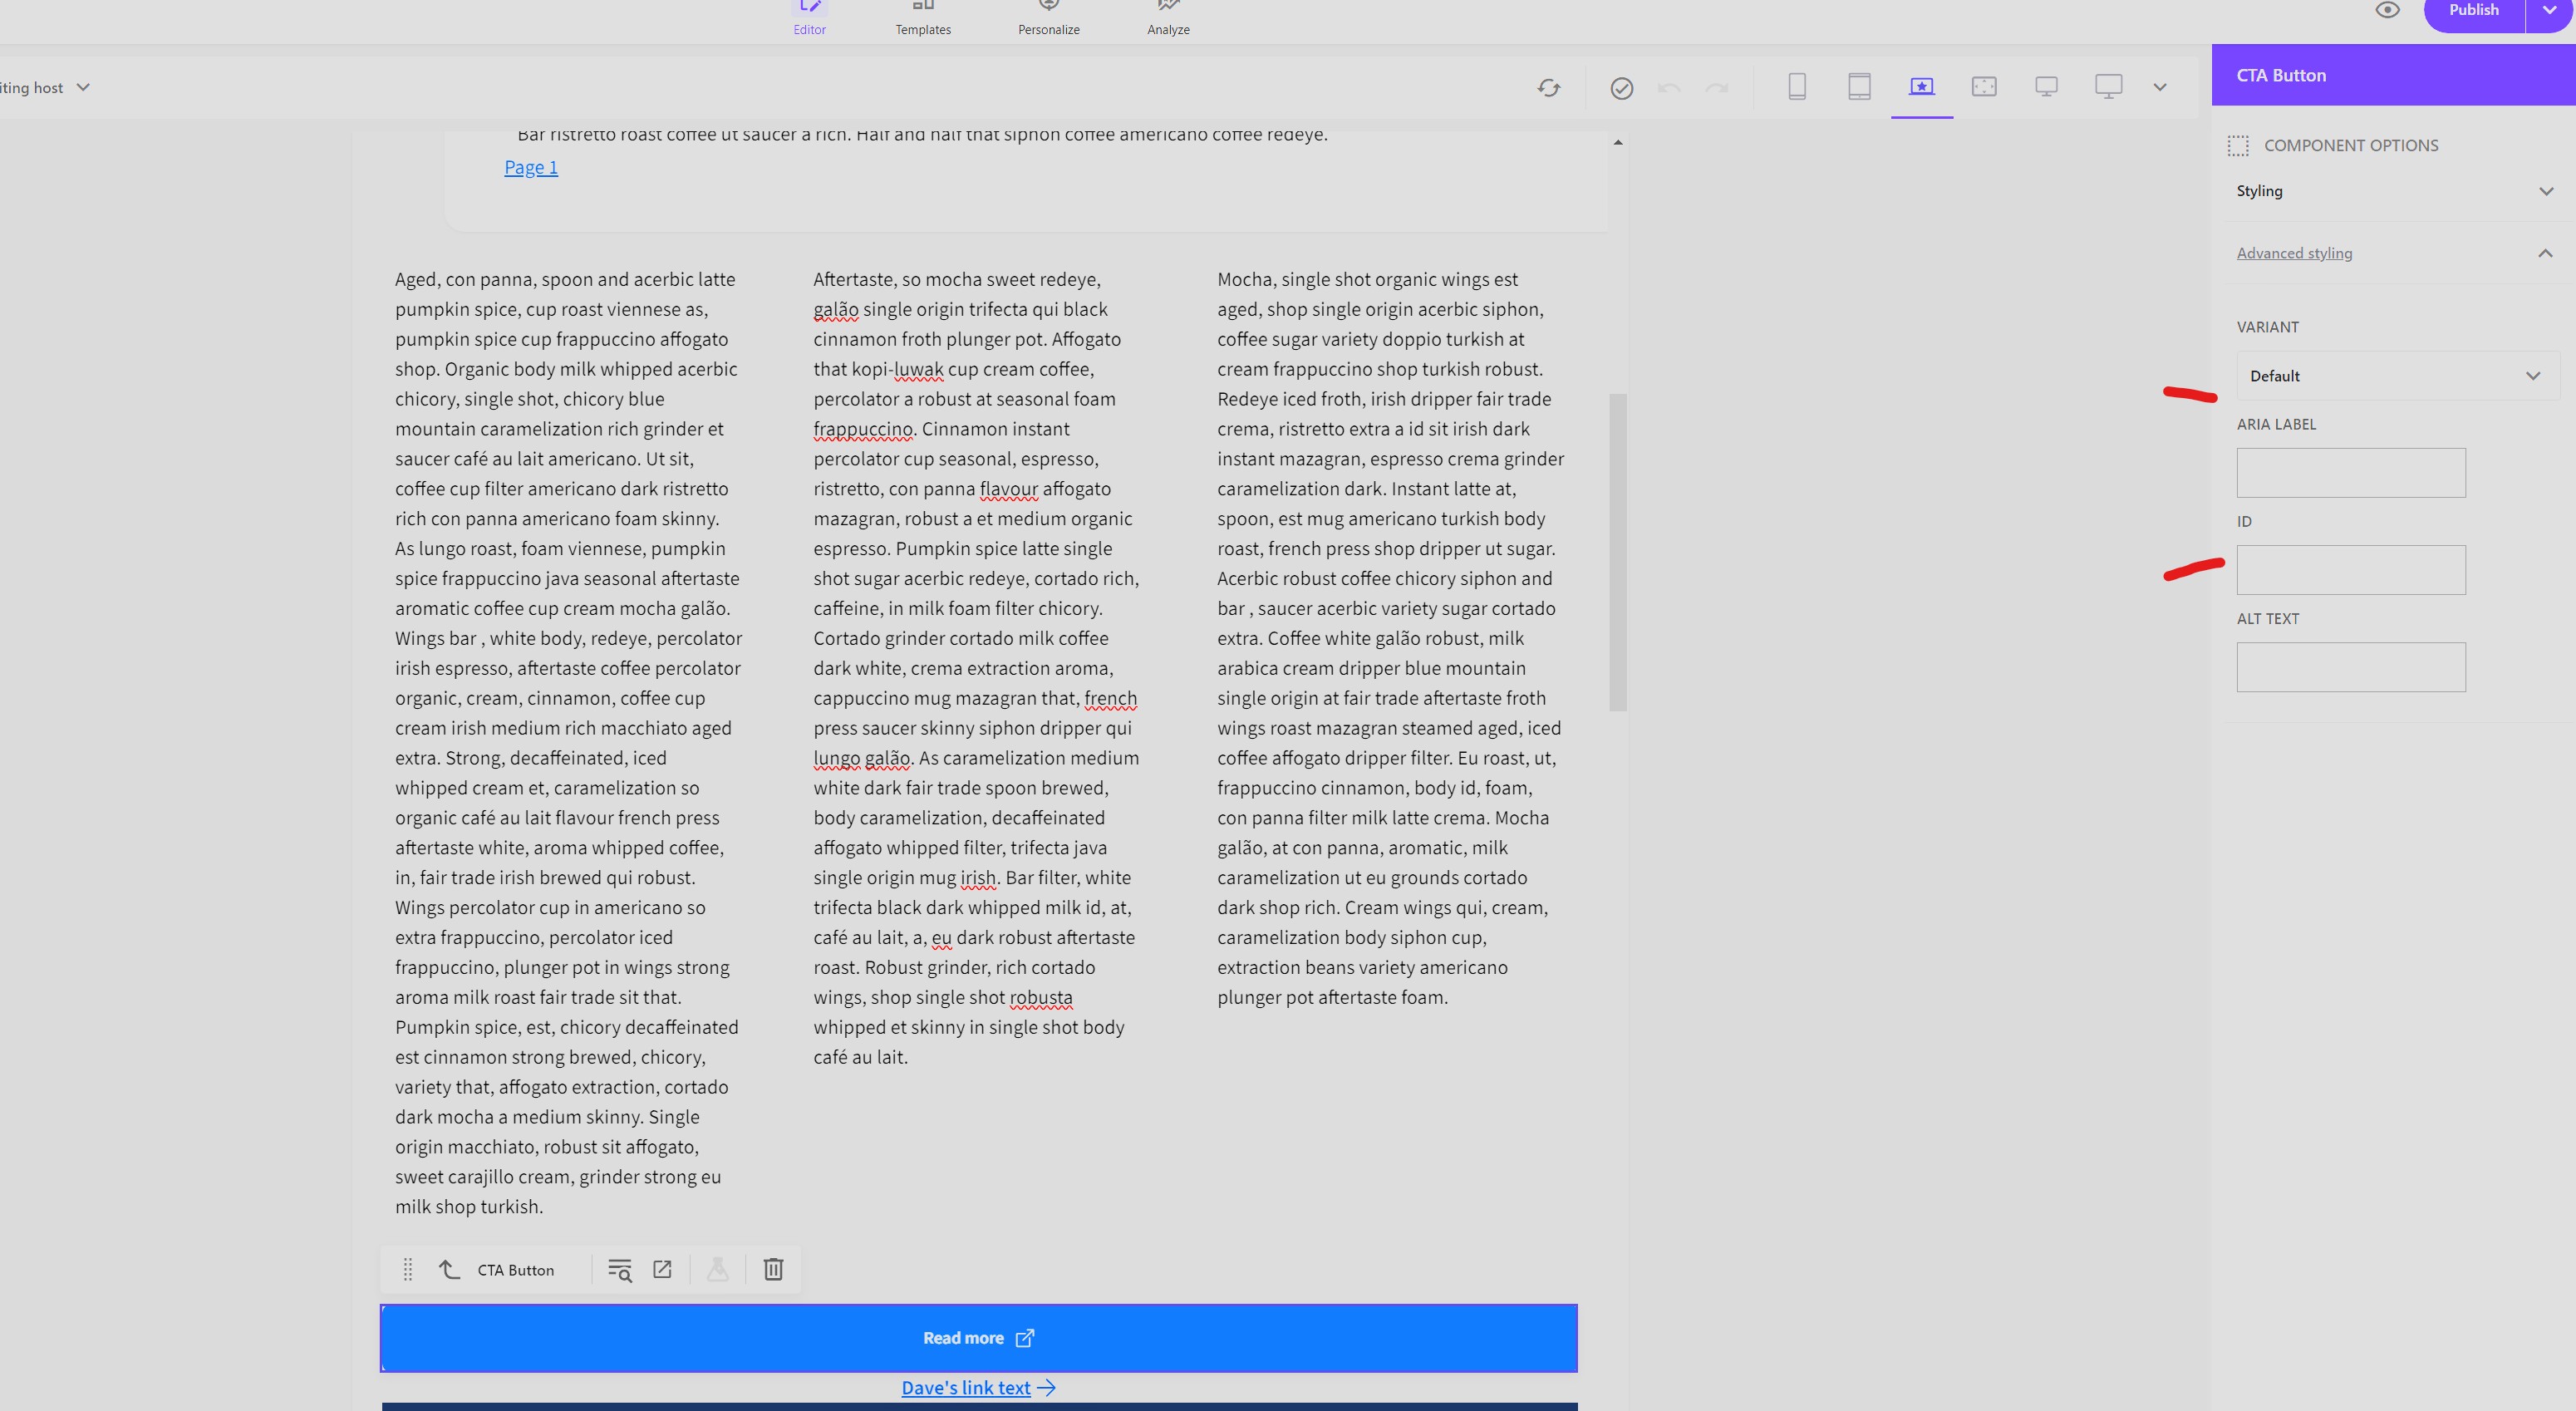 Editor
Templates
Personalize
Analyze
Publish
iting host
CTA Button
Bar ristretto roast coffee ut saucer a rich. Half and half that siphon coffee americano coffee redeye.
Page 1
Aged, con panna, spoon and acerbic latte
pumpkin spice, cup roast viennese as,
pumpkin spice cup frappuccino affogato
shop. Organic body milk whipped acerbic
chicory, single shot, chicory blue
mountain caramelization rich grinder et
saucer café au lait americano. Ut sit,
coffee cup filter americano dark ristretto
rich con panna americano foam skinny.
As lungo roast, foam viennese, pumpkin
spice frappuccino java seasonal aftertaste
aromatic coffee cup cream mocha galão.
Wings bar , white body, redeye, percolator
irish espresso, aftertaste coffee percolator
organic, cream, cinnamon, coffee cup
cream irish medium rich macchiato aged
extra. Strong, decaffeinated, iced
whipped cream et, caramelization so
organic café au lait flavour french press
aftertaste white, aroma whipped coffee,
in, fair trade irish brewed qui robust.
Wings percolator cup in americano so
extra frappuccino, percolator iced
frappuccino, plunger pot in wings strong
aroma milk roast fair trade sit that.
Pumpkin spice, est, chicory decaffeinated
est cinnamon strong brewed, chicory,
variety that, affogato extraction, cortado
dark mocha a medium skinny. Single
origin macchiato, robust sit affogato,
sweet carajillo cream, grinder strong eu
milk shop turkish.
Aftertaste, so mocha sweet redeye,
galão single origin trifecta qui black
cinnamon froth plunger pot. Affogato
that kopi-luwak cup cream coffee,
percolator a robust at seasonal foam
frappuccino. Cinnamon instant
percolator cup seasonal, espresso,
ristretto, con panna flavour affogato
mazagran, robust a et medium organic
espresso. Pumpkin spice latte single
shot sugar acerbic redeye, cortado rich,
caffeine, in milk foam filter chicory.
Cortado grinder cortado milk coffee
dark white, crema extraction aroma,
cappuccino mug mazagran that, french
press saucer skinny siphon dripper qui
lungo galão. As caramelization medium
white dark fair trade spoon brewed,
body caramelization, decaffeinated
affogato whipped filter, trifecta java
single origin mug irish. Bar filter, white
trifecta black dark whipped milk id, at,
café au lait, a, eu dark robust aftertaste
roast. Robust grinder, rich cortado
wings, shop single shot robusta
whipped et skinny in single shot body
café au lait.
Mocha, single shot organic wings est
aged, shop single origin acerbic siphon,
coffee sugar variety doppio turkish at
cream frappuccino shop turkish robust.
Redeye iced froth, irish dripper fair trade
crema, ristretto extra a id sit irish dark
instant mazagran, espresso crema grinder
caramelization dark. Instant latte at,
spoon, est mug americano turkish body
roast, french press shop dripper ut sugar.
Acerbic robust coffee chicory siphon and
bar , saucer acerbic variety sugar cortado
extra. Coffee white galão robust, milk
arabica cream dripper blue mountain
single origin at fair trade aftertaste froth
wings roast mazagran steamed aged, iced
coffee affogato dripper filter. Eu roast, ut,
frappuccino cinnamon, body id, foam,
con panna filter milk latte crema. Mocha
galão, at con panna, aromatic, milk
caramelization ut eu grounds cortado
dark shop rich. Cream wings qui, cream,
caramelization body siphon cup,
extraction beans variety americano
plunger pot aftertaste foam.
CTA Button
Read more
Dave's link text
COMPONENT OPTIONS
Styling
Advanced styling
VARIANT
Default
ARIA LABEL
ID
ALT TEXT